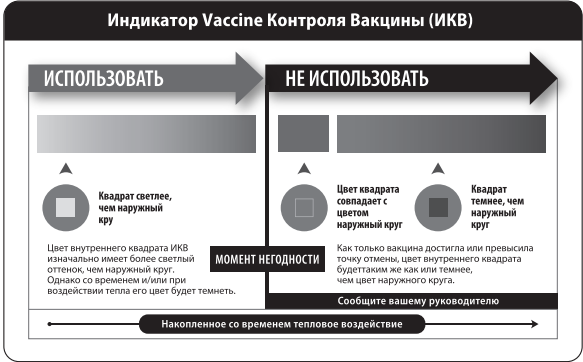 Индикатор Vaccine Контроля Вакцины (ИКВ)
ИСПОЛЬЗОВАТЬ
НЕ ИСПОЛЬЗОВАТЬ
Квадрат светлее,
чем наружный
кру
Цвет квадрата
совпадает с
цветом
наружный круг
Квадрат
темнее, чем
наружный
круг
Цвет внутреннего квадрата ИКВ
изначально имеет более светлый
оттенок, чем наружный круг.
Однако со временем и/или при
воздействии тепла его цвет будет темнеть.
МОМЕНТ НЕГОДНОСТИ
Как только вакцина достигла или превысила
точку отмены, цвет внутреннего квадрата
будеттаким же как или темнее,
чем цвет наружного круга.
Сообщите вашему руководителю
Накопленное со временем тепловое воздействие